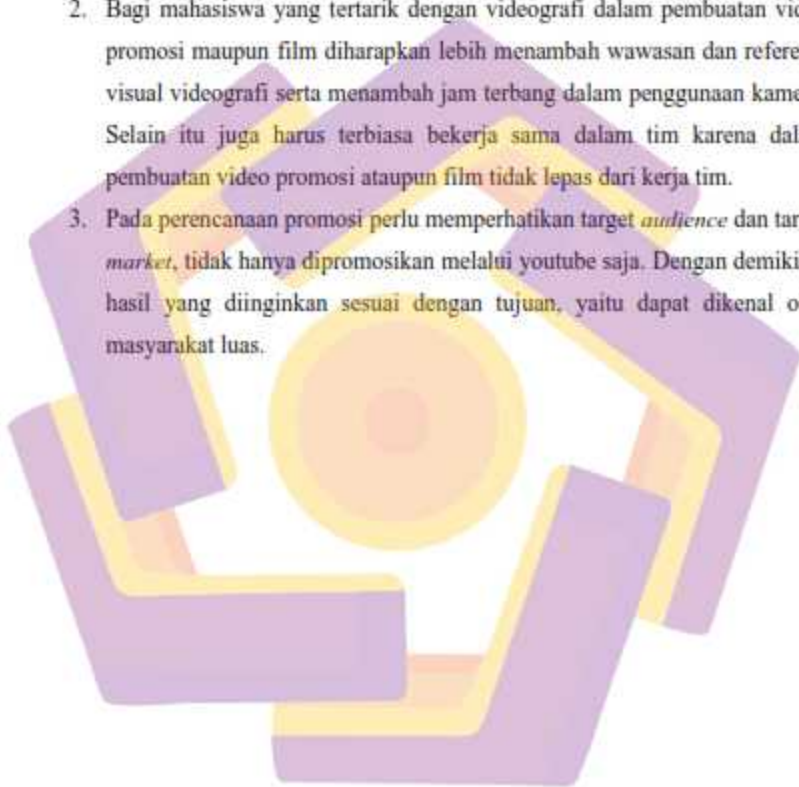 2. Bagi mahasiswa yang tertarik dengan videografi dalam pembuatan vid
promosi maupun film diharapkan lebih menambah wawasan dan refere
visual videografi serta menambah jam terbang dalam penggunaan kame
Selain itu juga harus terbiasa bekerja sama dalam tim karena dal
pembuatan video promosi ataupun film tidak lepas dari kerja tim.
3. Pada perencanaan promosi perlu memperhatikan target audience dan tar
market, tidak hanya dipromosikan melalui youtube saja. Dengan demiki
hasil yang diinginkan sesuai dengan tujuan, yaitu dapat dikenal o
masyarakat luas.